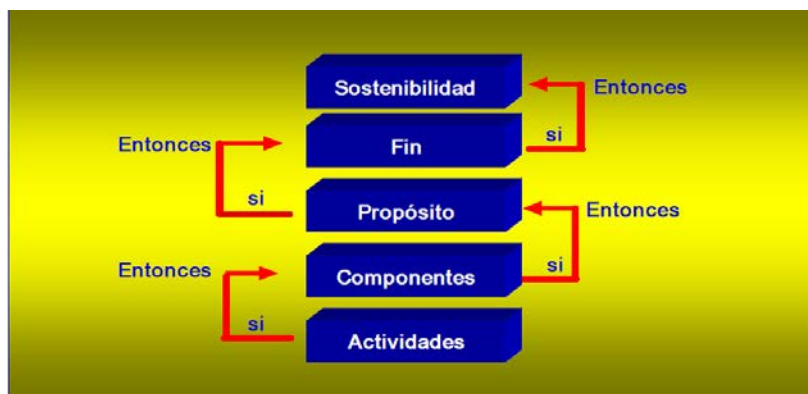 Sostenibilidad
Entonces
Entonces
Fin
si
si
Propósito
Entonces
Entonces
Componentes
si
si
Actividades